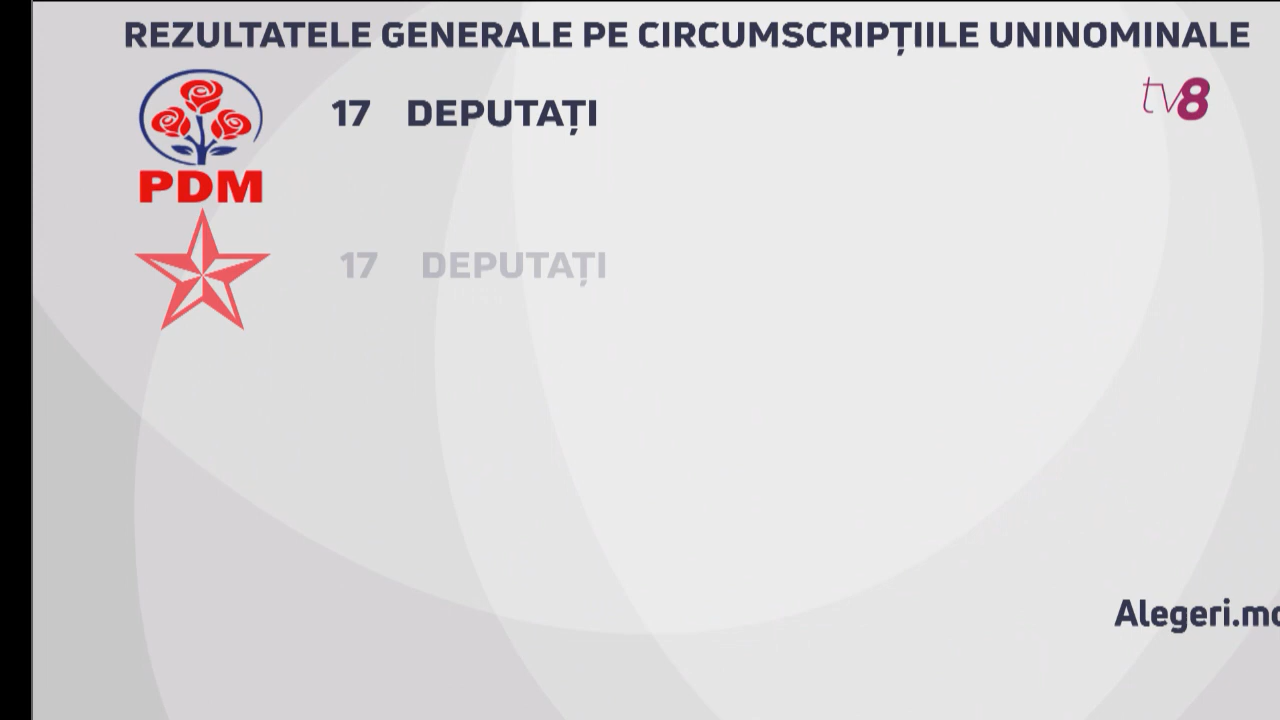 REZULTATELE GENERALE PE CIRCUMSCRIPȚIILE UNINOMINALE
tv8
17 DEPUTAȚI
PDM
17 DEPUTAȚI
Alegeri.md